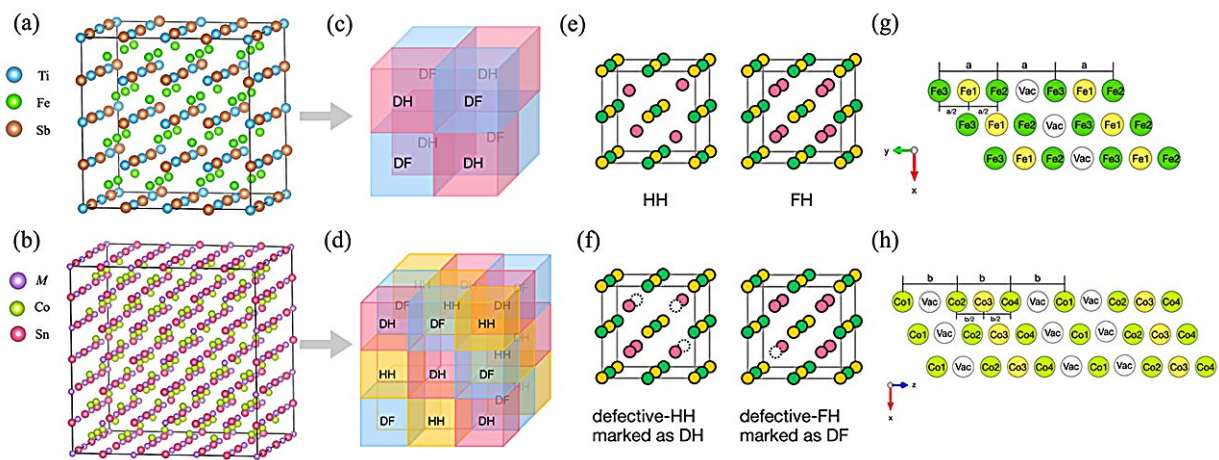 (a)
Ti
Fe
Sb
(b)
M
Co
Sn
(c)
DF DH
DH DF
DH DF
DF DH
(d)
DF HH DH
DH DF HH
HH DH
HH DH DF
DF
DF HH DH
(e)
HH FH
(f)
defective-HH
marked as DH
defective-FH
marked as DF
(g)
a a a
Fe3 Fe1 Fe2 Vac Fe3 Fe1 Fe2
a/2 a/2
Fe3 Fe1 Fe2 Vac Fe3 Fe1 Fe2
Fe3 Fe1 Fe2 Vac Fe3 Fe1 Fe2
y
x
(h)
b b b
Co1 Vac Co2 Co3 Co4 Vac Co1 Vac Co2 Co3 Co4
b/2 b/2
Co1 Vac Co2 Co3 Co4 Vac Co1 Vac Co2 Co3 Co4
Co1 Vac Co2 Co3 Co4 Vac Co1 Vac Co2 Co3 Co4
z
x